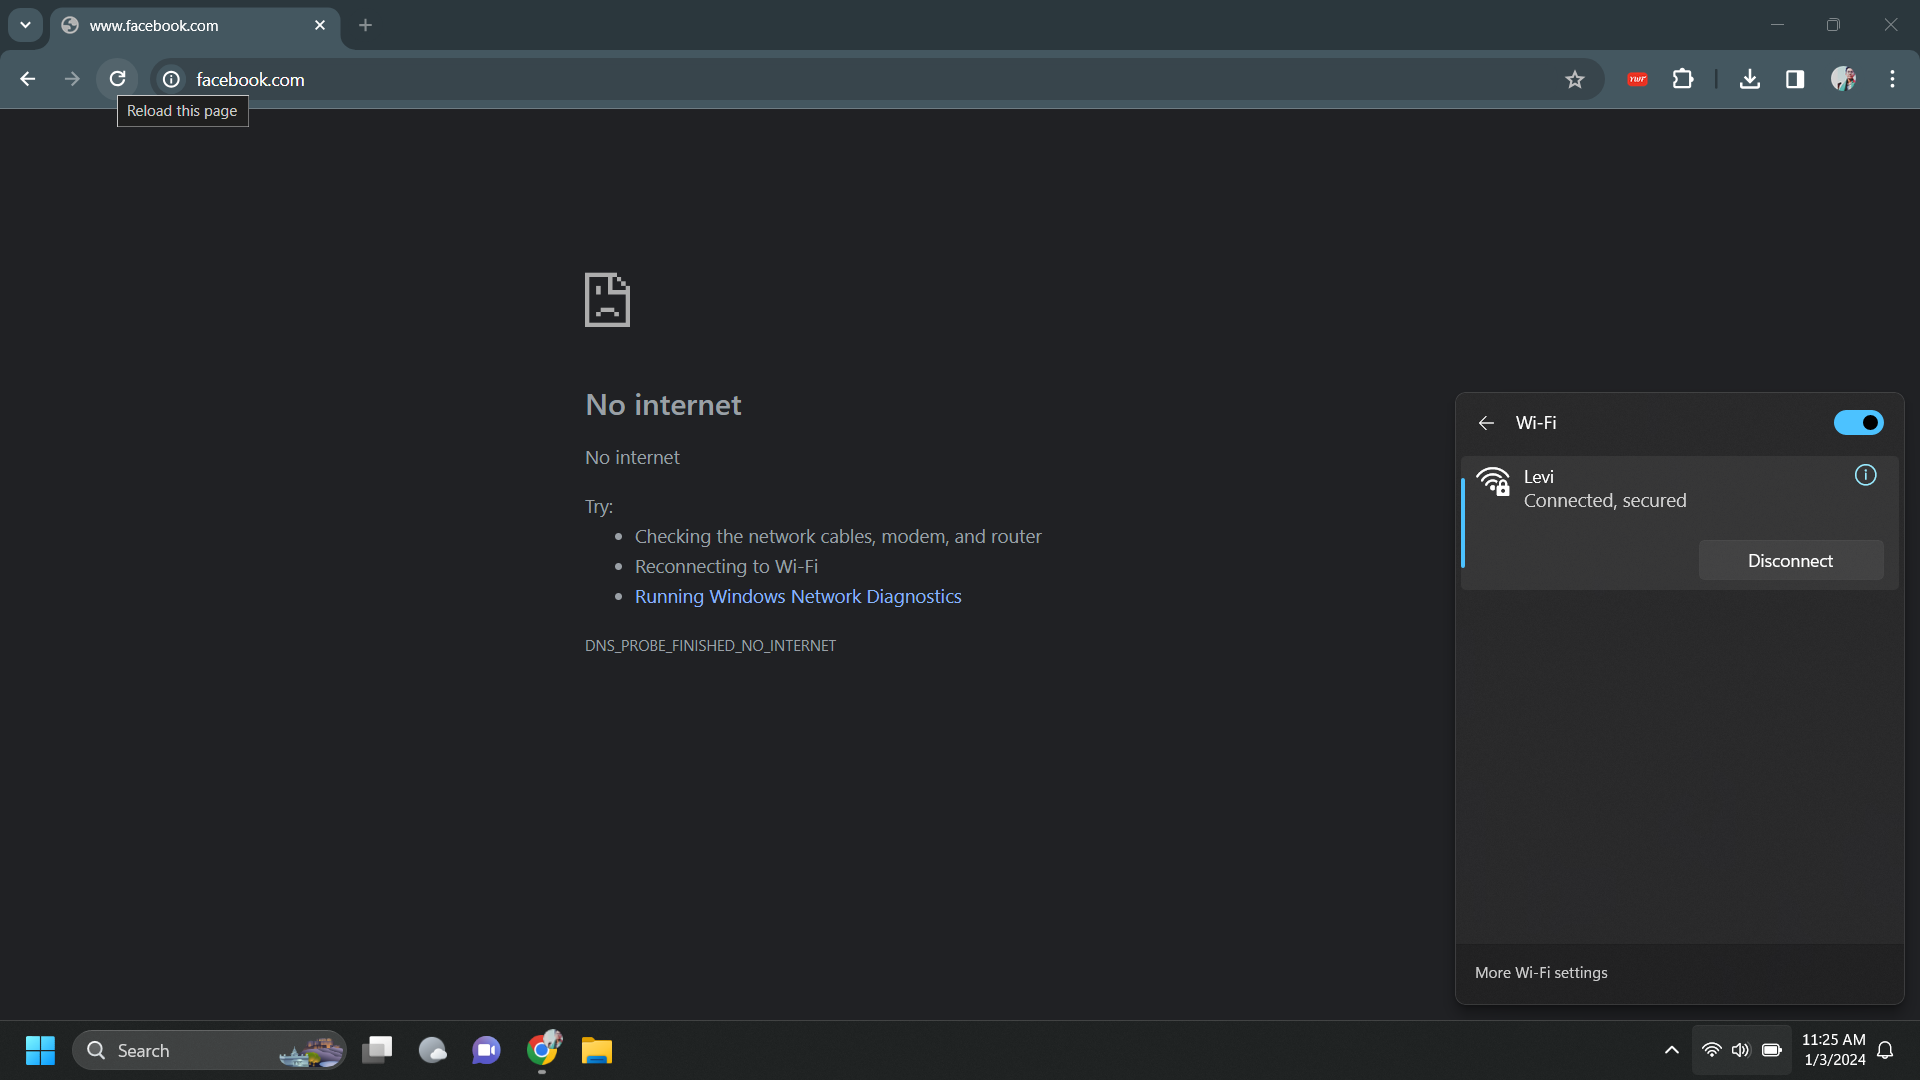 www.facebook.com
facebook.com
YWF
Reload this page
No internet
No internet
Try:
Checking the network cables, modem, and router
Reconnecting to Wi-Fi
Running Windows Network Diagnostics
DNS_PROBE_FINISHED_NO_INTERNET
Wi-Fi
Levi
Connected, secured
Disconnect
More Wi-Fi settings
Search
11:25 AM
1/3/2024